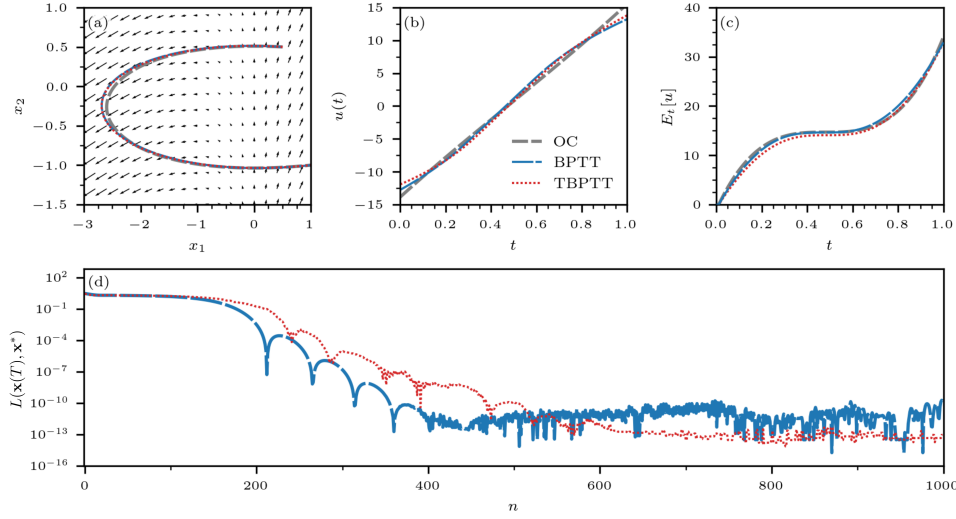 (a)
1.0
0.5
0.0
−0.5
−1.0
−1.5
x₂
−3 −2 −1 0 1
x₁
(b)
15
10
5
0
−5
−10
−15
u(t)
OC
BPTT
TBPTT
0.0 0.2 0.4 0.6 0.8 1.0
t
(c)
40
30
20
10
0
Eₜ[u]
0.0 0.2 0.4 0.6 0.8 1.0
t
(d)
10²
10⁻¹
10⁻⁴
10⁻⁷
10⁻¹⁰
10⁻¹³
10⁻¹⁶
L(x(T), x*)
0 200 400 600 800 1000
n